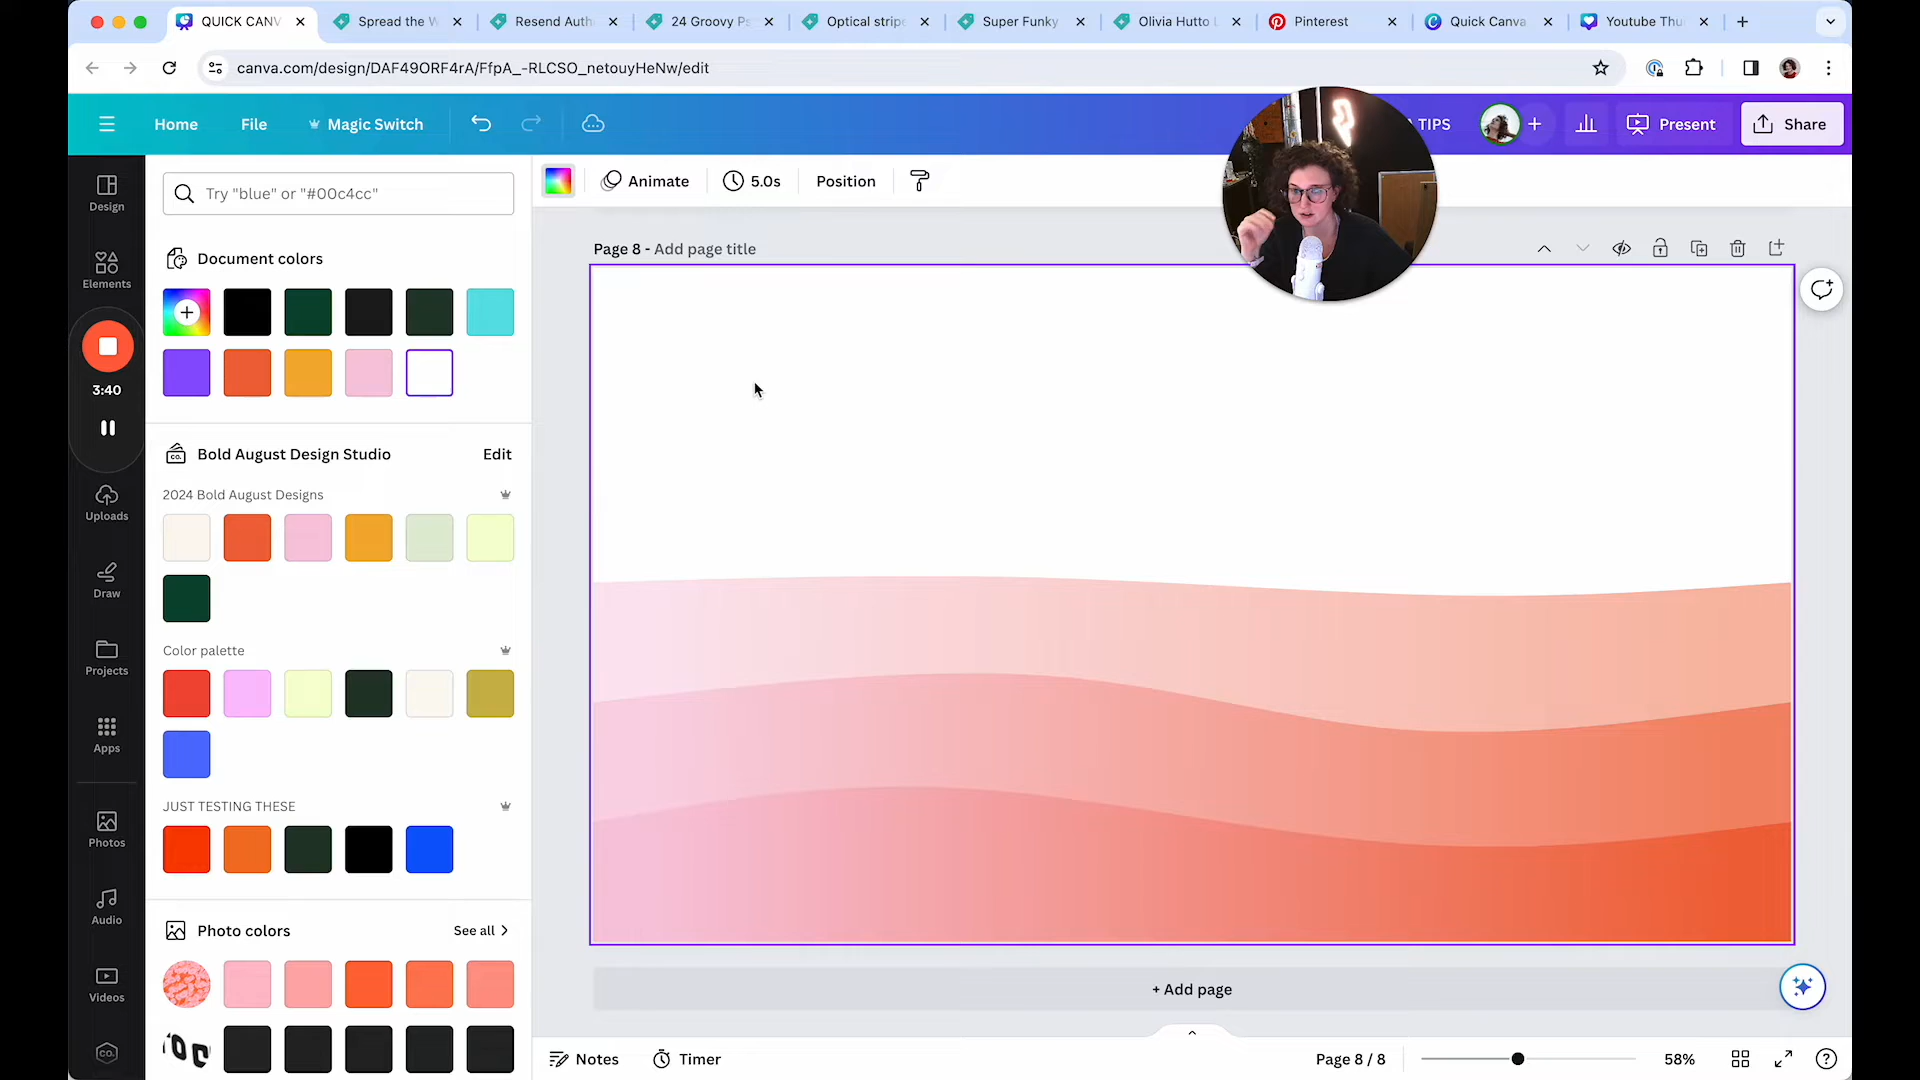 QUICK CANV
Spread the W
Resend Auth
24 Groovy Ps
Optical stripe
Super Funky
Olivia Hutto L
Pinterest
Quick Canva
Youtube Thu
canva.com/design/DAF49ORF4rA/FfpA_-RLCSO_netouyHeNw/edit
Home
File
Magic Switch
TIPS
Present
Share
Design
Elements
3:40
Uploads
Draw
Projects
Apps
Photos
Audio
Videos
co.
Try "blue" or "#00c4cc"
Document colors
co.
Bold August Design Studio
Edit
2024 Bold August Designs
Color palette
JUST TESTING THESE
Photo colors
See all
Animate
5.0s
Position
Page 8 - Add page title
+ Add page
Notes
Timer
Page 8 / 8
58%